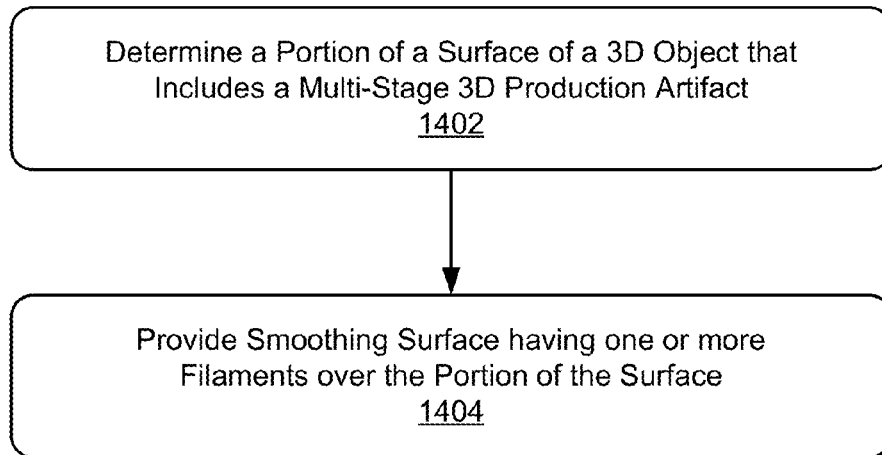 Determine a Portion of a Surface of a 3D Object that
Includes a Multi-Stage 3D Production Artifact
1402
Provide Smoothing Surface having one or more
Filaments over the Portion of the Surface
1404